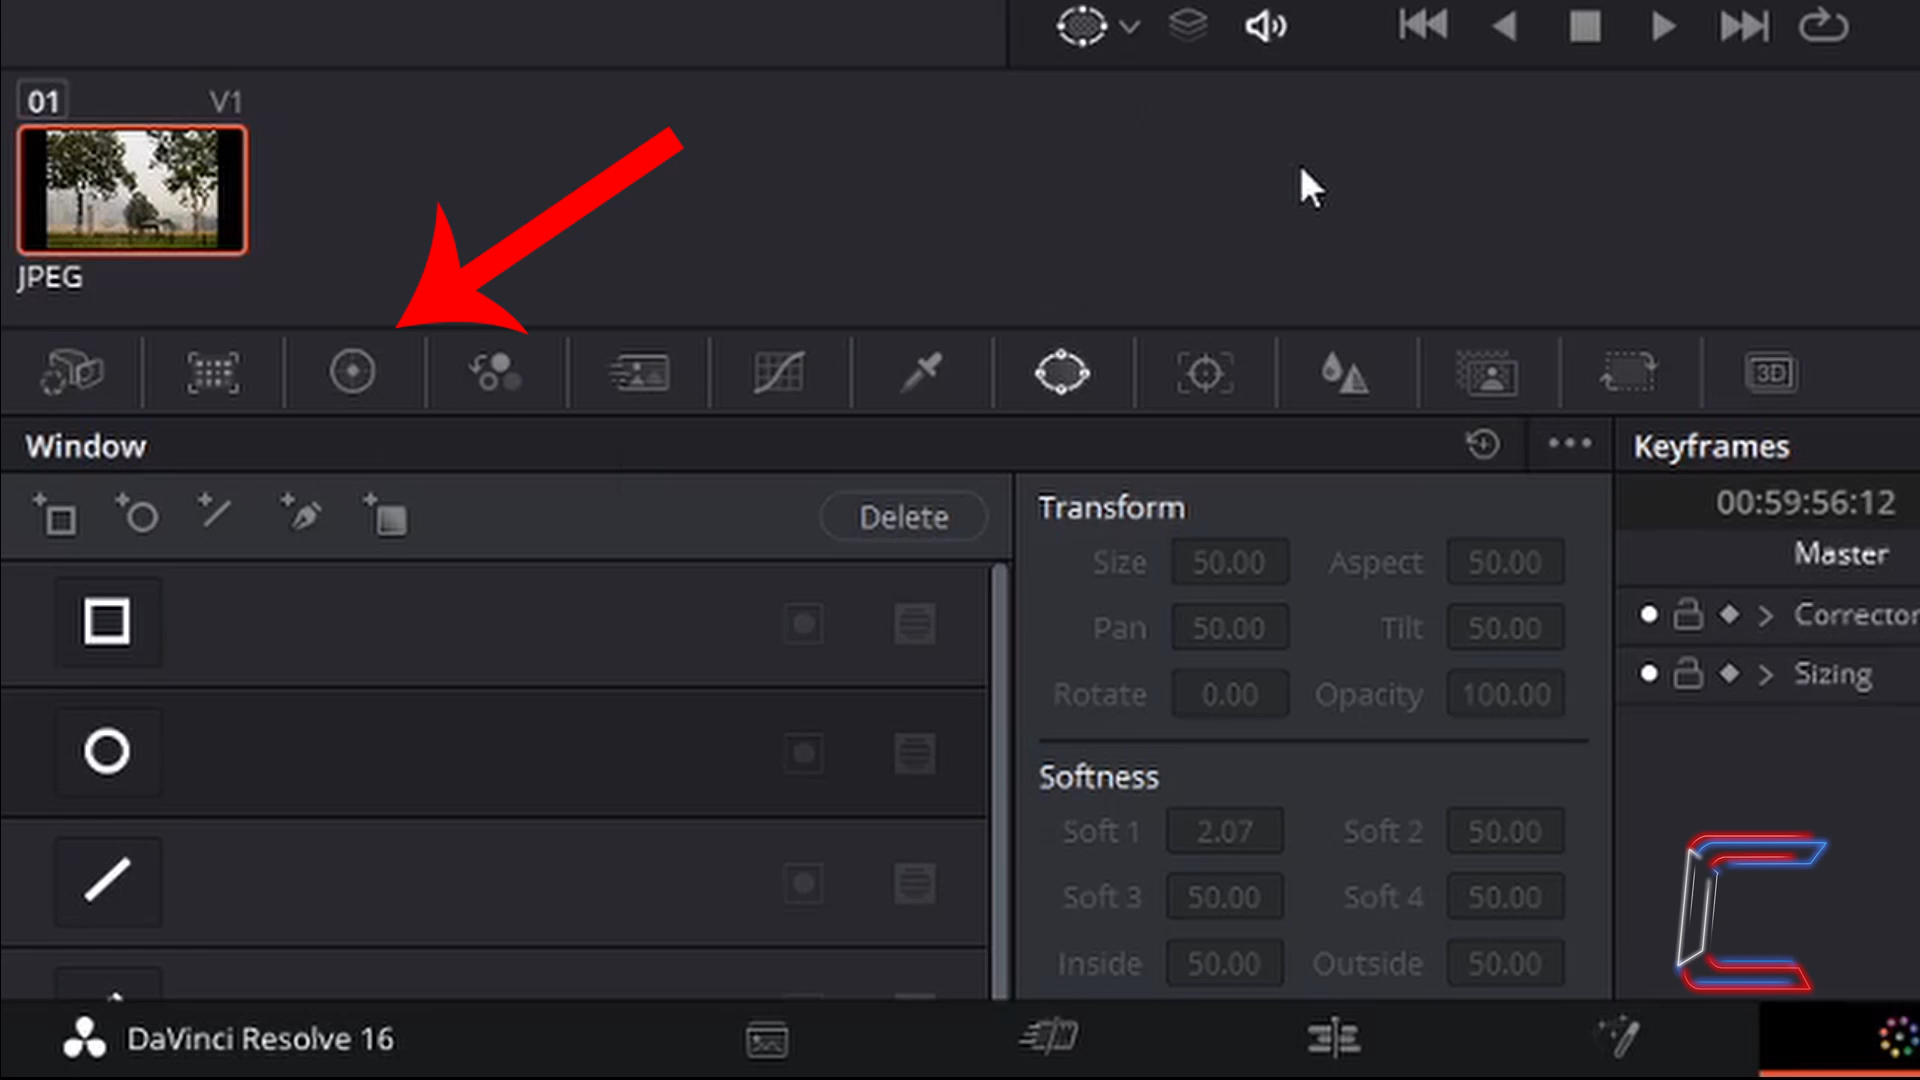 01 V1
JPEG
3D
Window
Keyframes
Delete
Transform
00:59:56:12
Master
Size 50.00 Aspect 50.00
Corrector
Pan 50.00 Tilt 50.00
Sizing
Rotate 0.00 Opacity 100.00
Softness
Soft 1 2.07 Soft 2 50.00
Soft 3 50.00 Soft 4 50.00
Inside 50.00 Outside 50.00
DaVinci Resolve 16